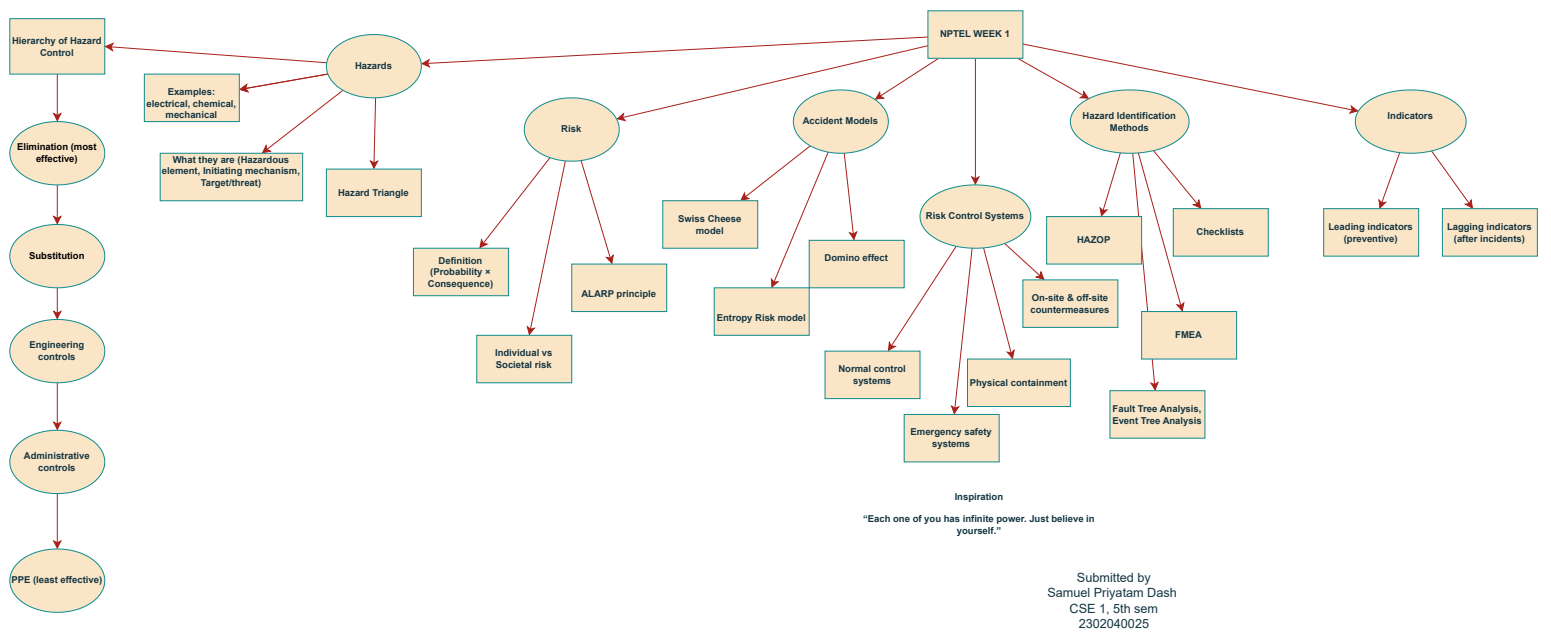 NPTEL WEEK 1
Hierarchy of Hazard
Control
Hazards
Examples:
electrical, chemical,
mechanical
What they are (Hazardous
element, Initiating mechanism,
Target/threat)
Hazard Triangle
Elimination (most
effective)
Substitution
Engineering
controls
Administrative
controls
PPE (least effective)
Risk
Definition
(Probability ×
Consequence)
Individual vs
Societal risk
ALARP principle
Accident Models
Swiss Cheese
model
Entropy Risk model
Domino effect
Risk Control Systems
Normal control
systems
Emergency safety
systems
Physical containment
On-site & off-site
countermeasures
Hazard Identification
Methods
HAZOP
Checklists
FMEA
Fault Tree Analysis,
Event Tree Analysis
Indicators
Leading indicators
(preventive)
Lagging indicators
(after incidents)
Inspiration
“Each one of you has infinite power. Just believe in
yourself.”
Submitted by
Samuel Priyatam Dash
CSE 1, 5th sem
2302040025